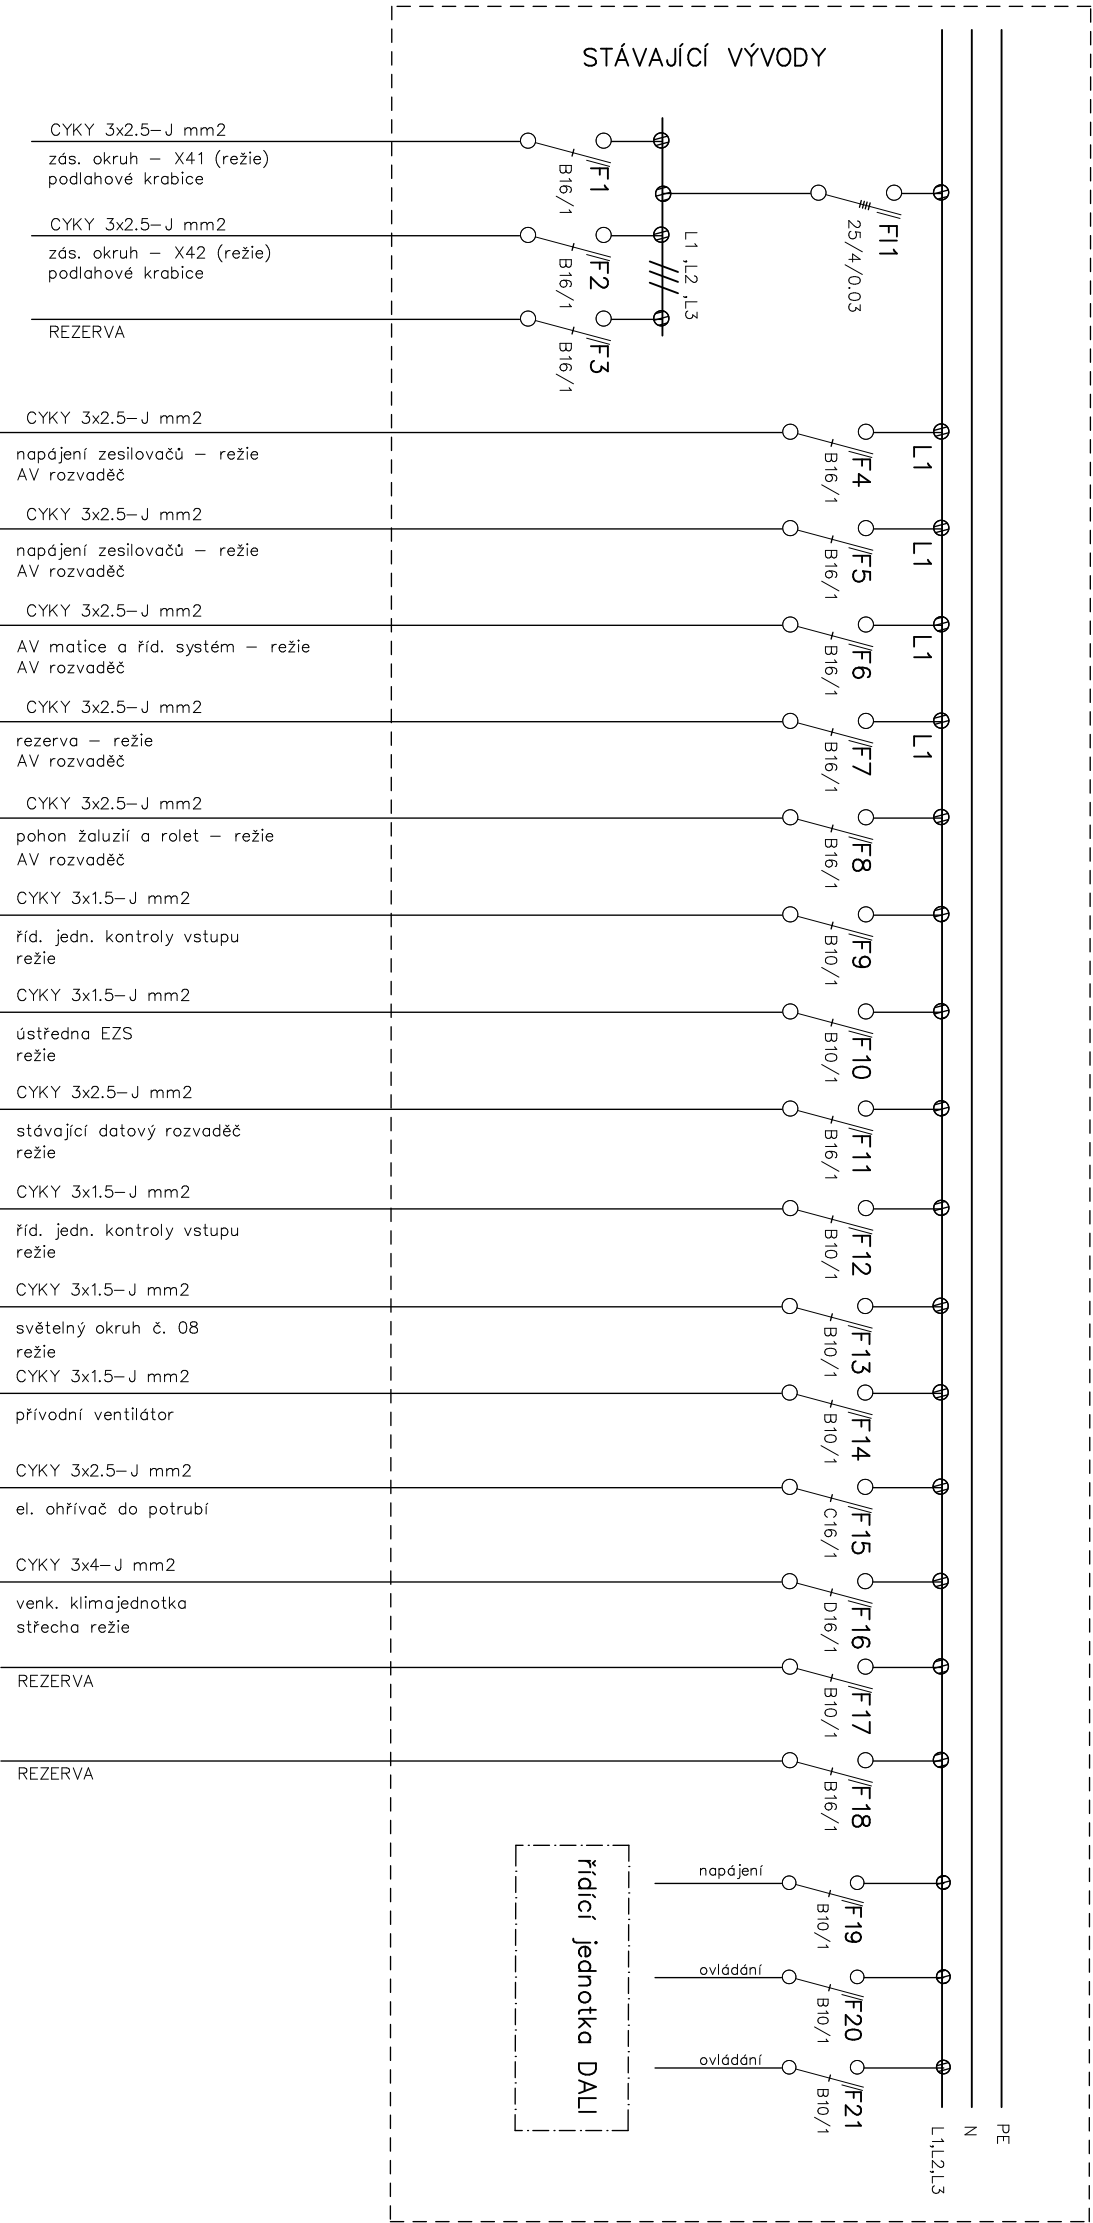 STÁVAJÍCÍ VÝVODY
CYKY 3x2.5-J mm2
zás. okruh - X41 (režie)
podlahové krabice
F1
B16/1
FI1
25/4/0.03
CYKY 3x2.5-J mm2
zás. okruh - X42 (režie)
podlahové krabice
F2
B16/1
L1 ,L2 ,L3
REZERVA
F3
B16/1
CYKY 3x2.5-J mm2
napájení zesilovačů - režie
AV rozvaděč
F4
B16/1
L1
CYKY 3x2.5-J mm2
napájení zesilovačů - režie
AV rozvaděč
F5
B16/1
L1
CYKY 3x2.5-J mm2
AV matice a říd. systém - režie
AV rozvaděč
F6
B16/1
L1
CYKY 3x2.5-J mm2
rezerva - režie
AV rozvaděč
F7
B16/1
L1
CYKY 3x2.5-J mm2
pohon žaluzií a rolet - režie
AV rozvaděč
F8
B16/1
CYKY 3x1.5-J mm2
říd. jedn. kontroly vstupu
režie
F9
B10/1
CYKY 3x1.5-J mm2
ústředna EZS
režie
F10
B10/1
CYKY 3x2.5-J mm2
stávající datový rozvaděč
režie
F11
B16/1
CYKY 3x1.5-J mm2
říd. jedn. kontroly vstupu
režie
F12
B10/1
CYKY 3x1.5-J mm2
světelný okruh č. 08
režie
F13
B10/1
CYKY 3x1.5-J mm2
přívodní ventilátor
F14
B10/1
CYKY 3x2.5-J mm2
el. ohřívač do potrubí
F15
C16/1
CYKY 3x4-J mm2
venk. klimajednotka
střecha režie
F16
D16/1
REZERVA
F17
B10/1
REZERVA
F18
B16/1
řídící jednotka DALI
napájení
F19
B10/1
ovládání
F20
B10/1
ovládání
F21
B10/1
L1,L2,L3
N
PE